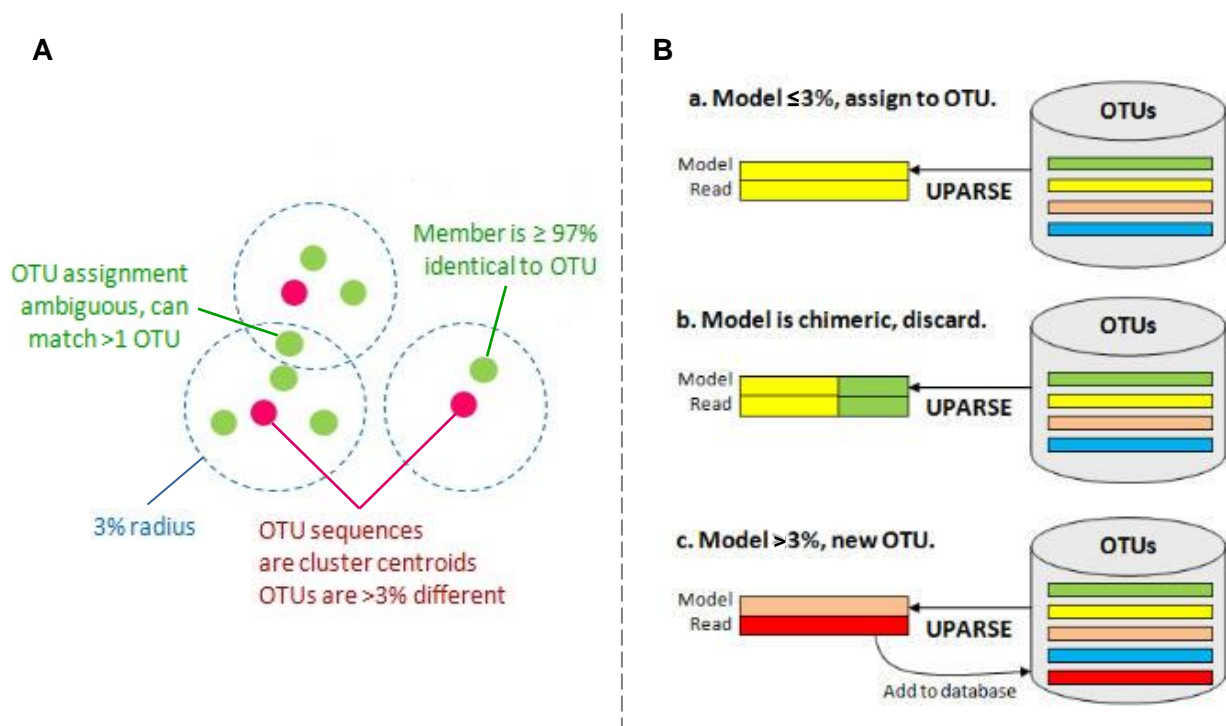 A
OTU assignment
ambiguous, can
match >1 OTU
Member is ≥ 97%
identical to OTU
3% radius
OTU sequences
are cluster centroids
OTUs are >3% different
B
a. Model ≤3%, assign to OTU.
Model
Read
UPARSE
OTUs
b. Model is chimeric, discard.
Model
Read
UPARSE
OTUs
c. Model >3%, new OTU.
Model
Read
UPARSE
Add to database
OTUs